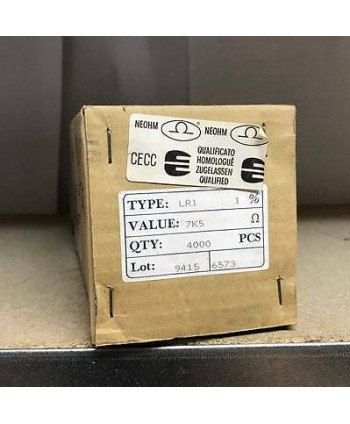 NEOHM Ω NEOHM Ω
CECC
QUALIFICATO
HOMOLOGUÉ
ZUGELASSEN
QUALIFIED
TYPE: LR1 1 %
VALUE: 7K5 Ω
QTY: 4000 PCS
Lot: 9415 6573